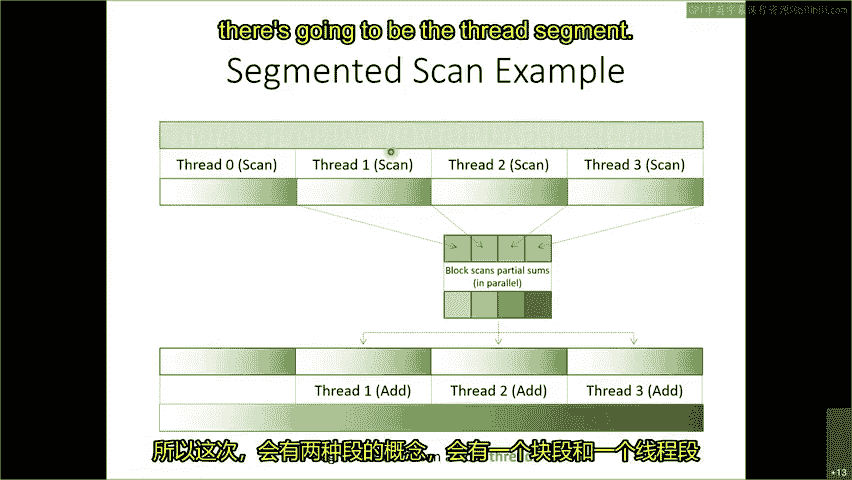 there's going to be the thread segment.
Segmented Scan Example
Thread 0 (Scan)
Thread 1 (Scan)
Thread 2 (Scan)
Thread 3 (Scan)
Block scans partial sums
(in parallel)
Thread 1 (Add)
Thread 2 (Add)
Thread 3 (Add)
所以这次，会有两种段的概念，会有一个块段和一个线程段